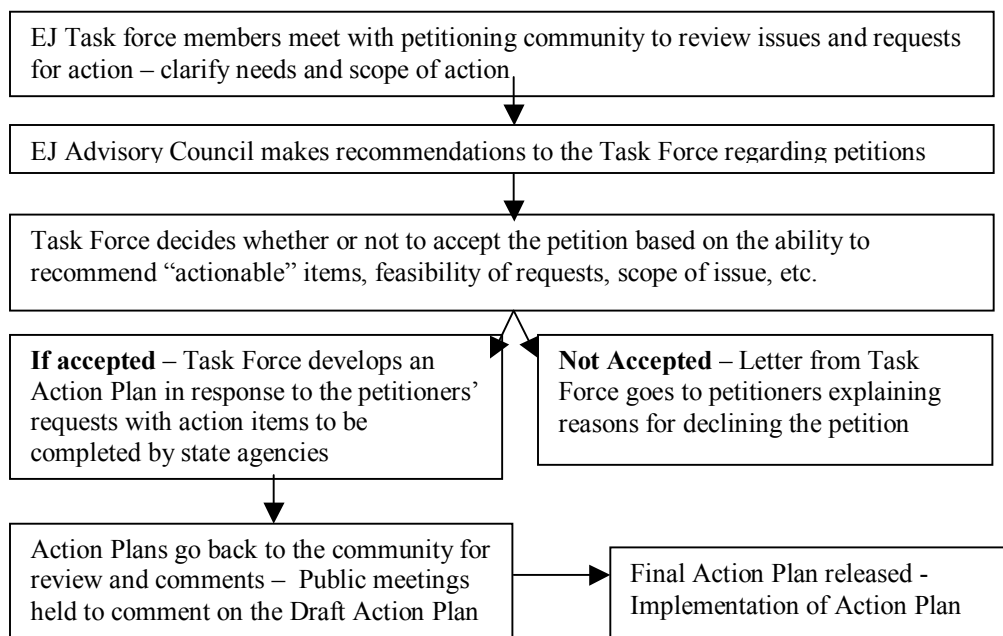 EJ Task force members meet with petitioning community to review issues and requests
for action – clarify needs and scope of action
EJ Advisory Council makes recommendations to the Task Force regarding petitions
Task Force decides whether or not to accept the petition based on the ability to
recommend “actionable” items, feasibility of requests, scope of issue, etc.
If accepted – Task Force develops an
Action Plan in response to the petitioners’
requests with action items to be
completed by state agencies
Not Accepted – Letter from Task
Force goes to petitioners explaining
reasons for declining the petition
Action Plans go back to the community for
review and comments – Public meetings
held to comment on the Draft Action Plan
Final Action Plan released -
Implementation of Action Plan